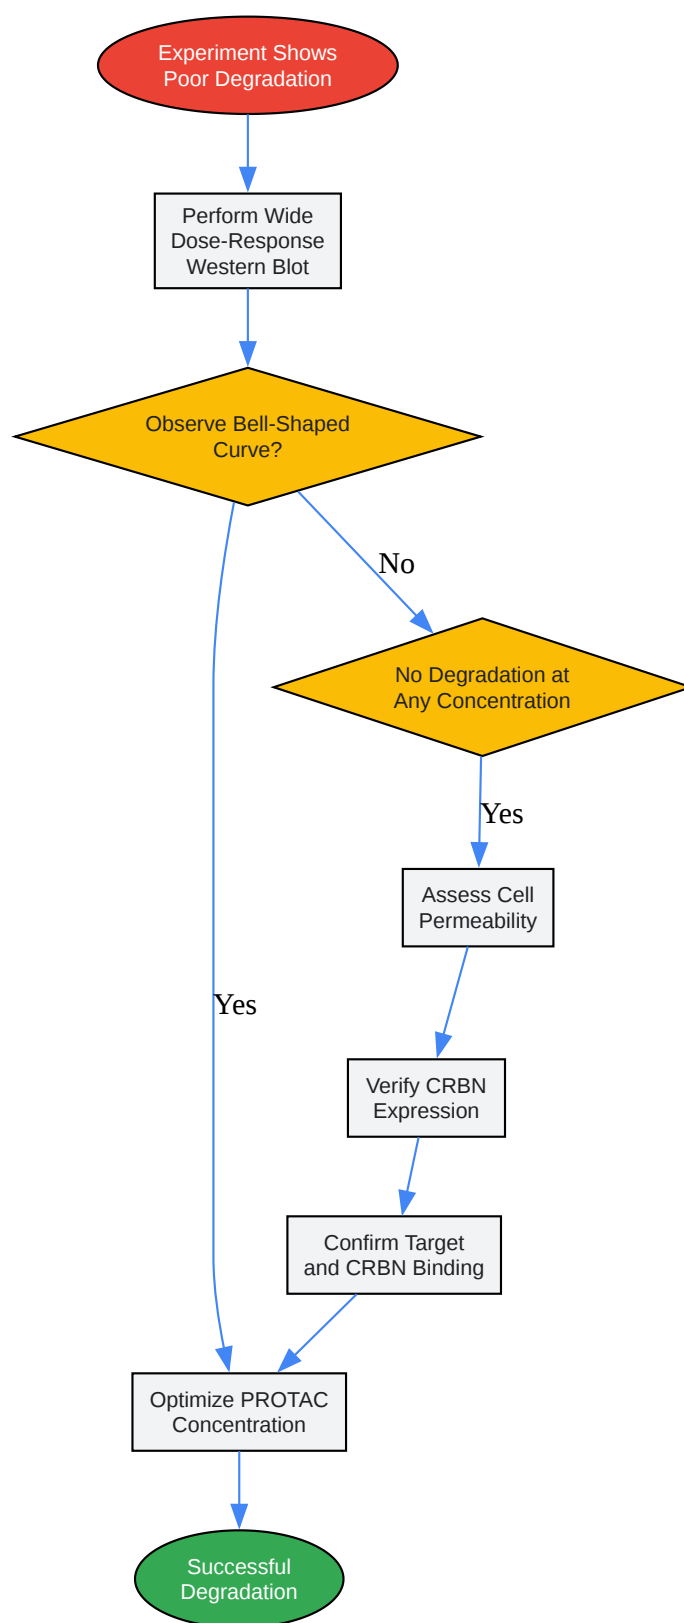 Experiment Shows
Poor Degradation
Perform Wide
Dose-Response
Western Blot
Observe Bell-Shaped
Curve?
No
No Degradation at
Any Concentration
Yes
Assess Cell
Permeability
Yes
Verify CRBN
Expression
Confirm Target
and CRBN Binding
Optimize PROTAC
Concentration
Successful
Degradation